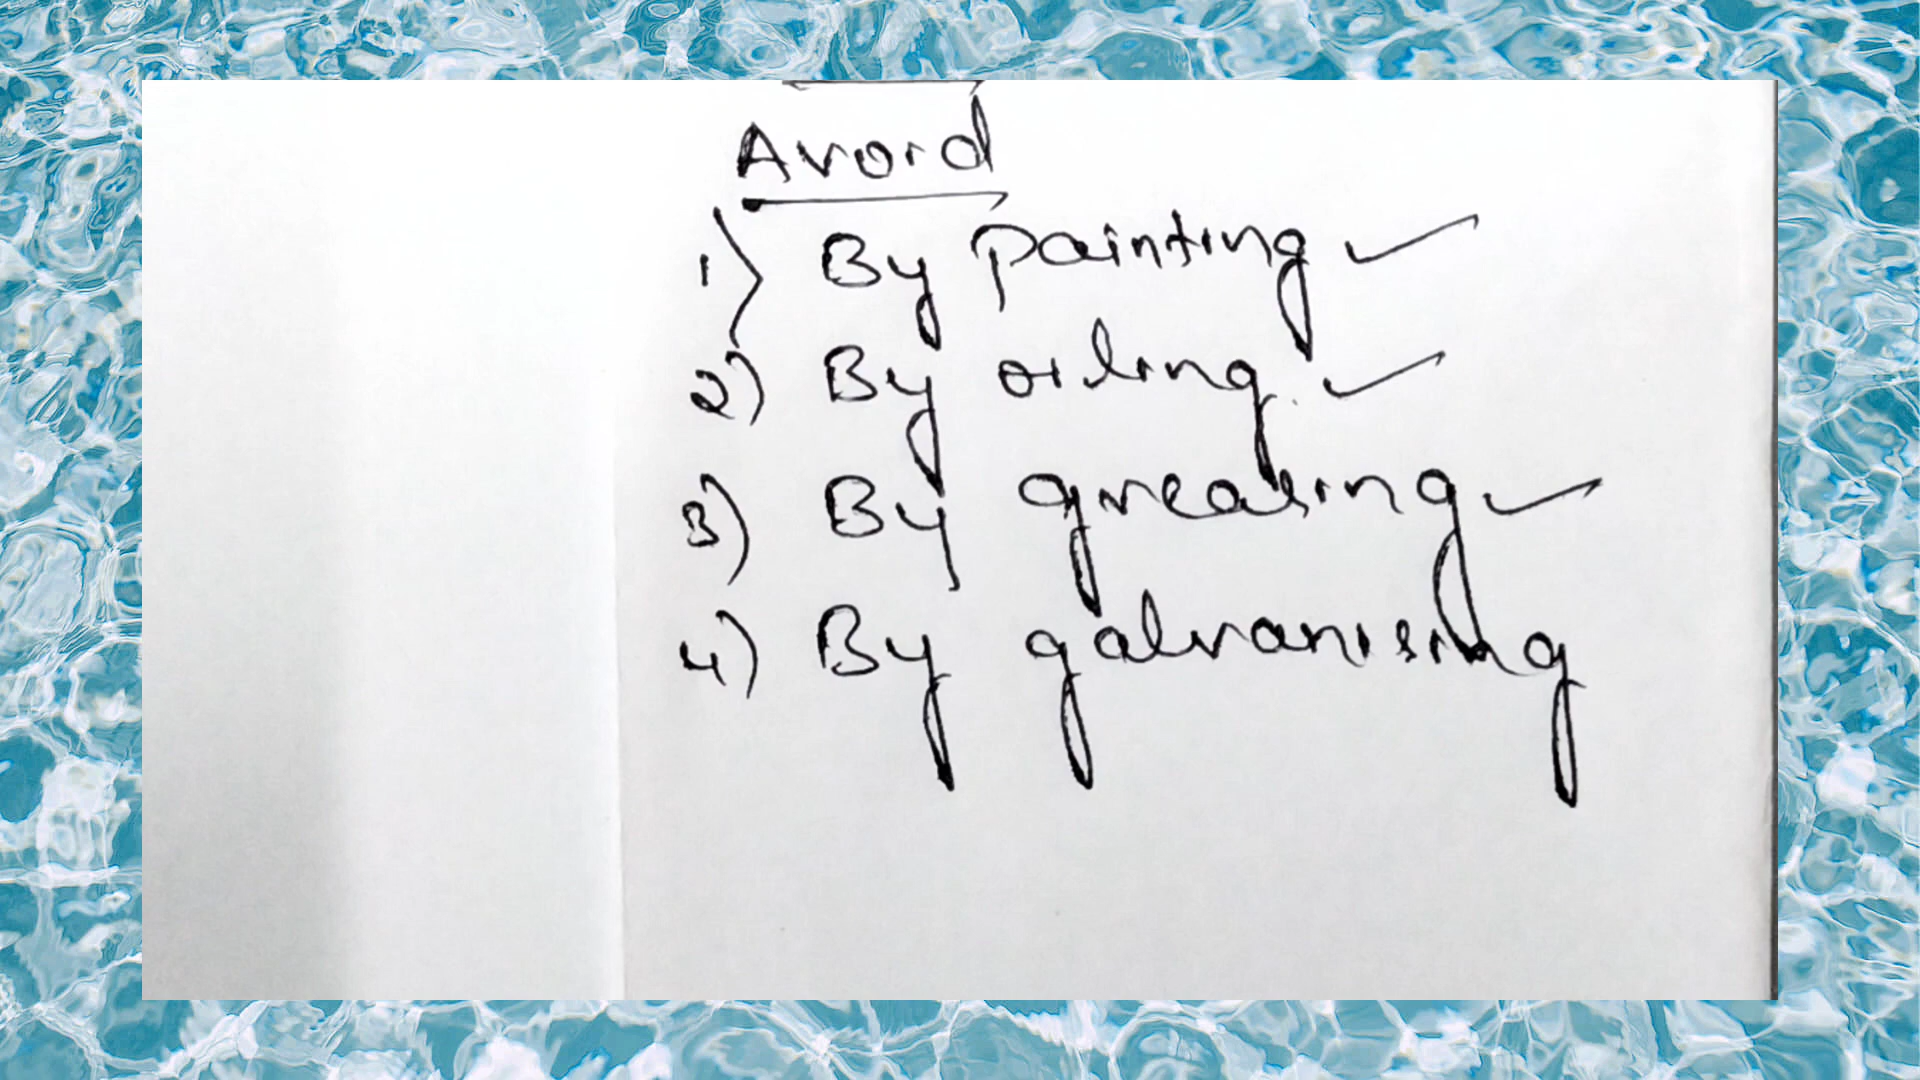 Avoid
1) By painting ✓
2) By oiling ✓
3) By greasing ✓
4) By galvanising